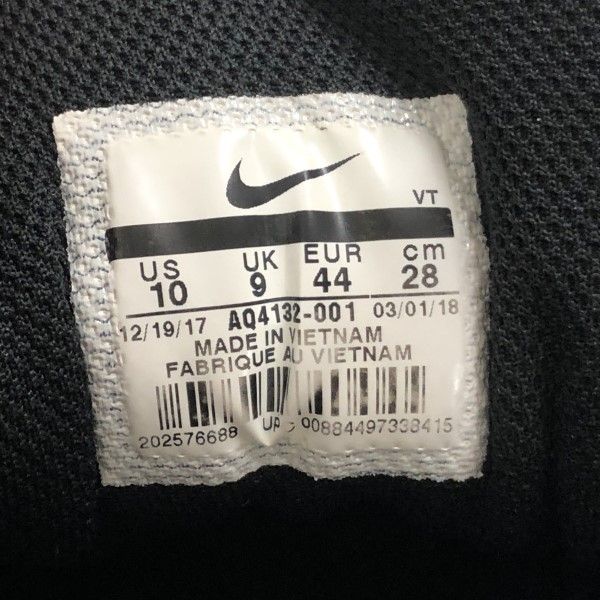 VT
US UK EUR cm
10 9 44 28
12/19/17 AQ4132-001 03/01/18
MADE IN VIETNAM
FABRIQUE AU VIETNAM
202576688 00884497338415